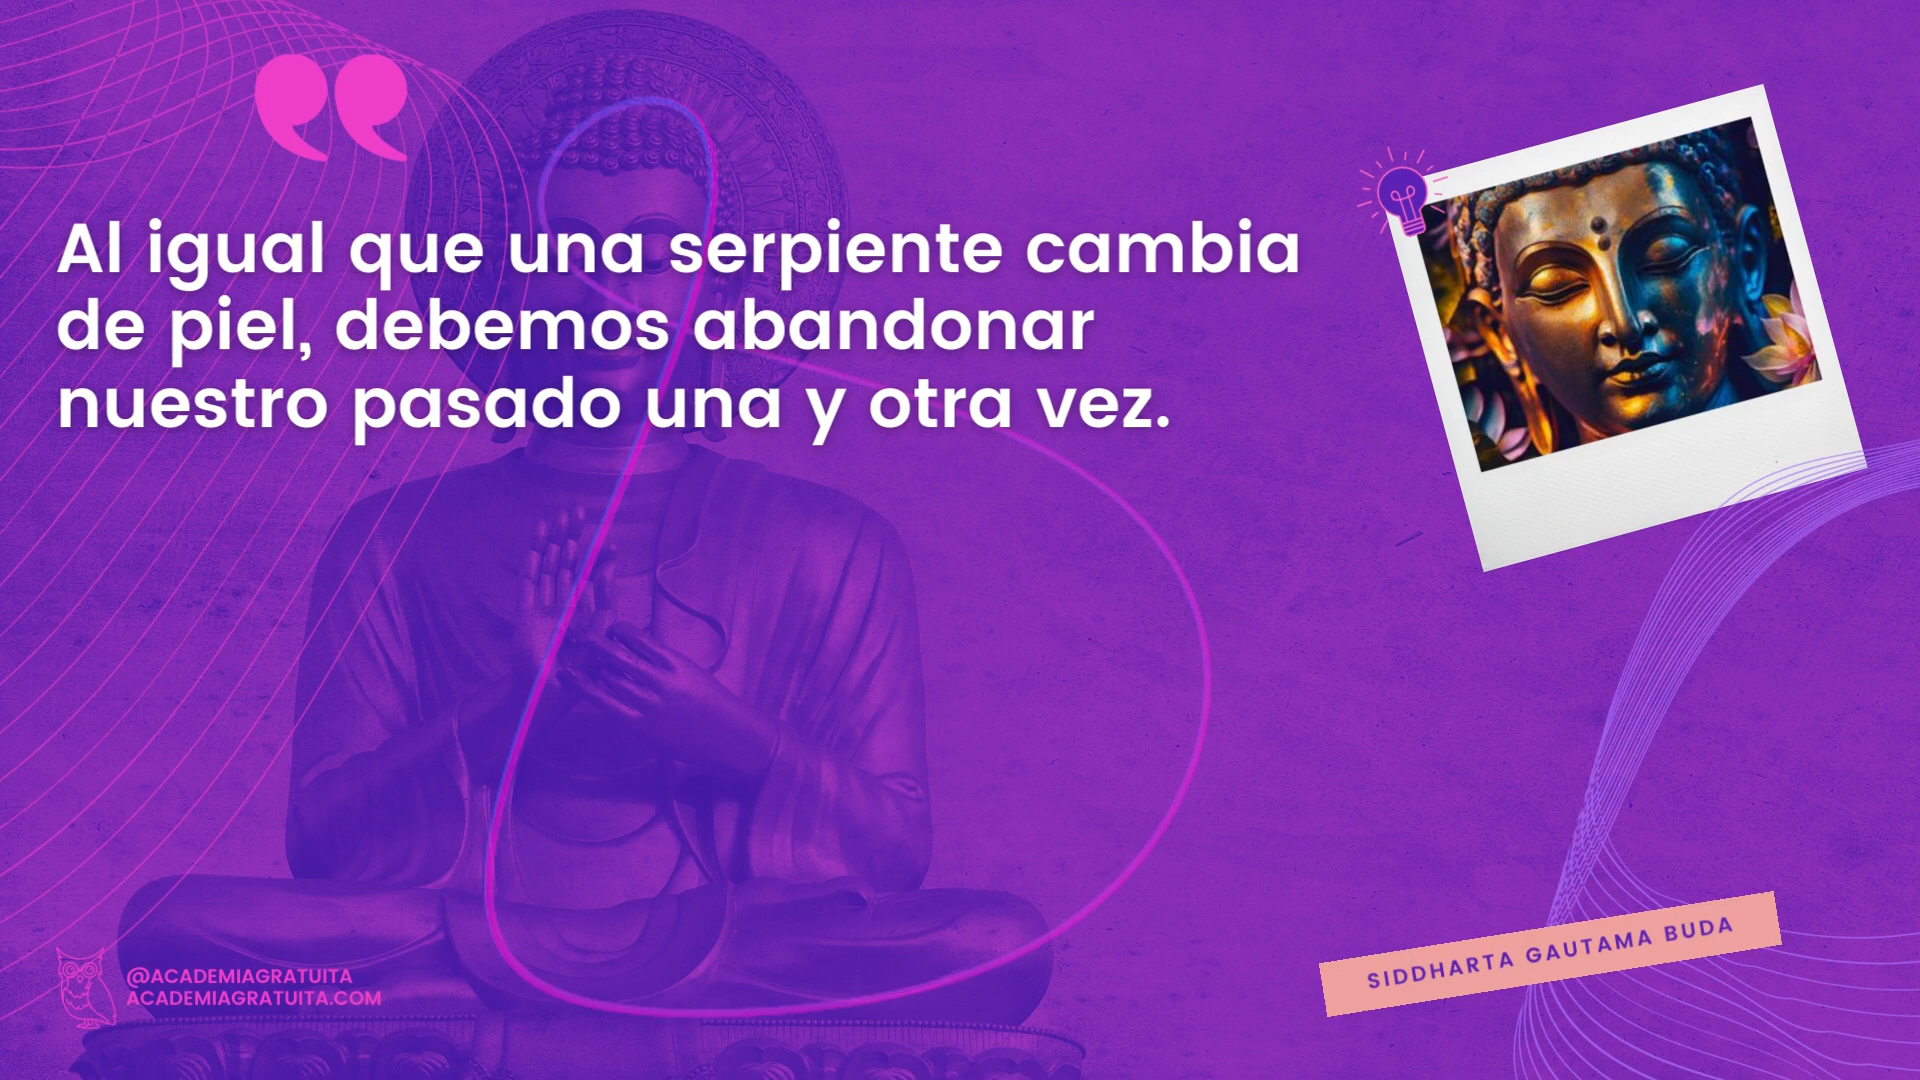 Al igual que una serpiente cambia
de piel, debemos abandonar
nuestro pasado una y otra vez.
SIDDHARTA GAUTAMA BUDA
@ACADEMIAGRATUITA
ACADEMIAGRATUITA.COM